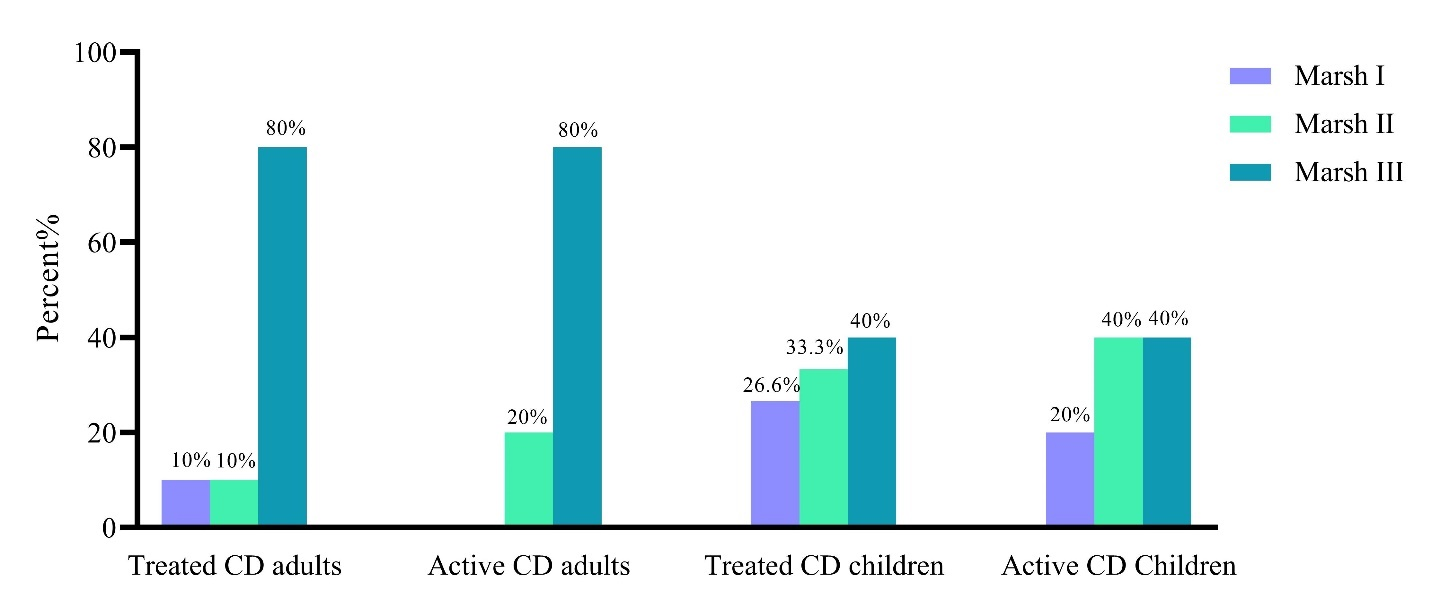 Percent%
100
80
60
40
20
0
10% 10%
80%
20%
80%
26.6%
33.3%
40%
20%
40% 40%
Treated CD adults
Active CD adults
Treated CD children
Active CD Children
Marsh I
Marsh II
Marsh III